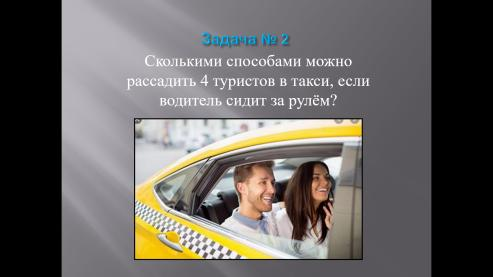 Задача № 2
Сколькими способами можно
рассадить 4 туристов в такси, если
водитель сидит за рулём?